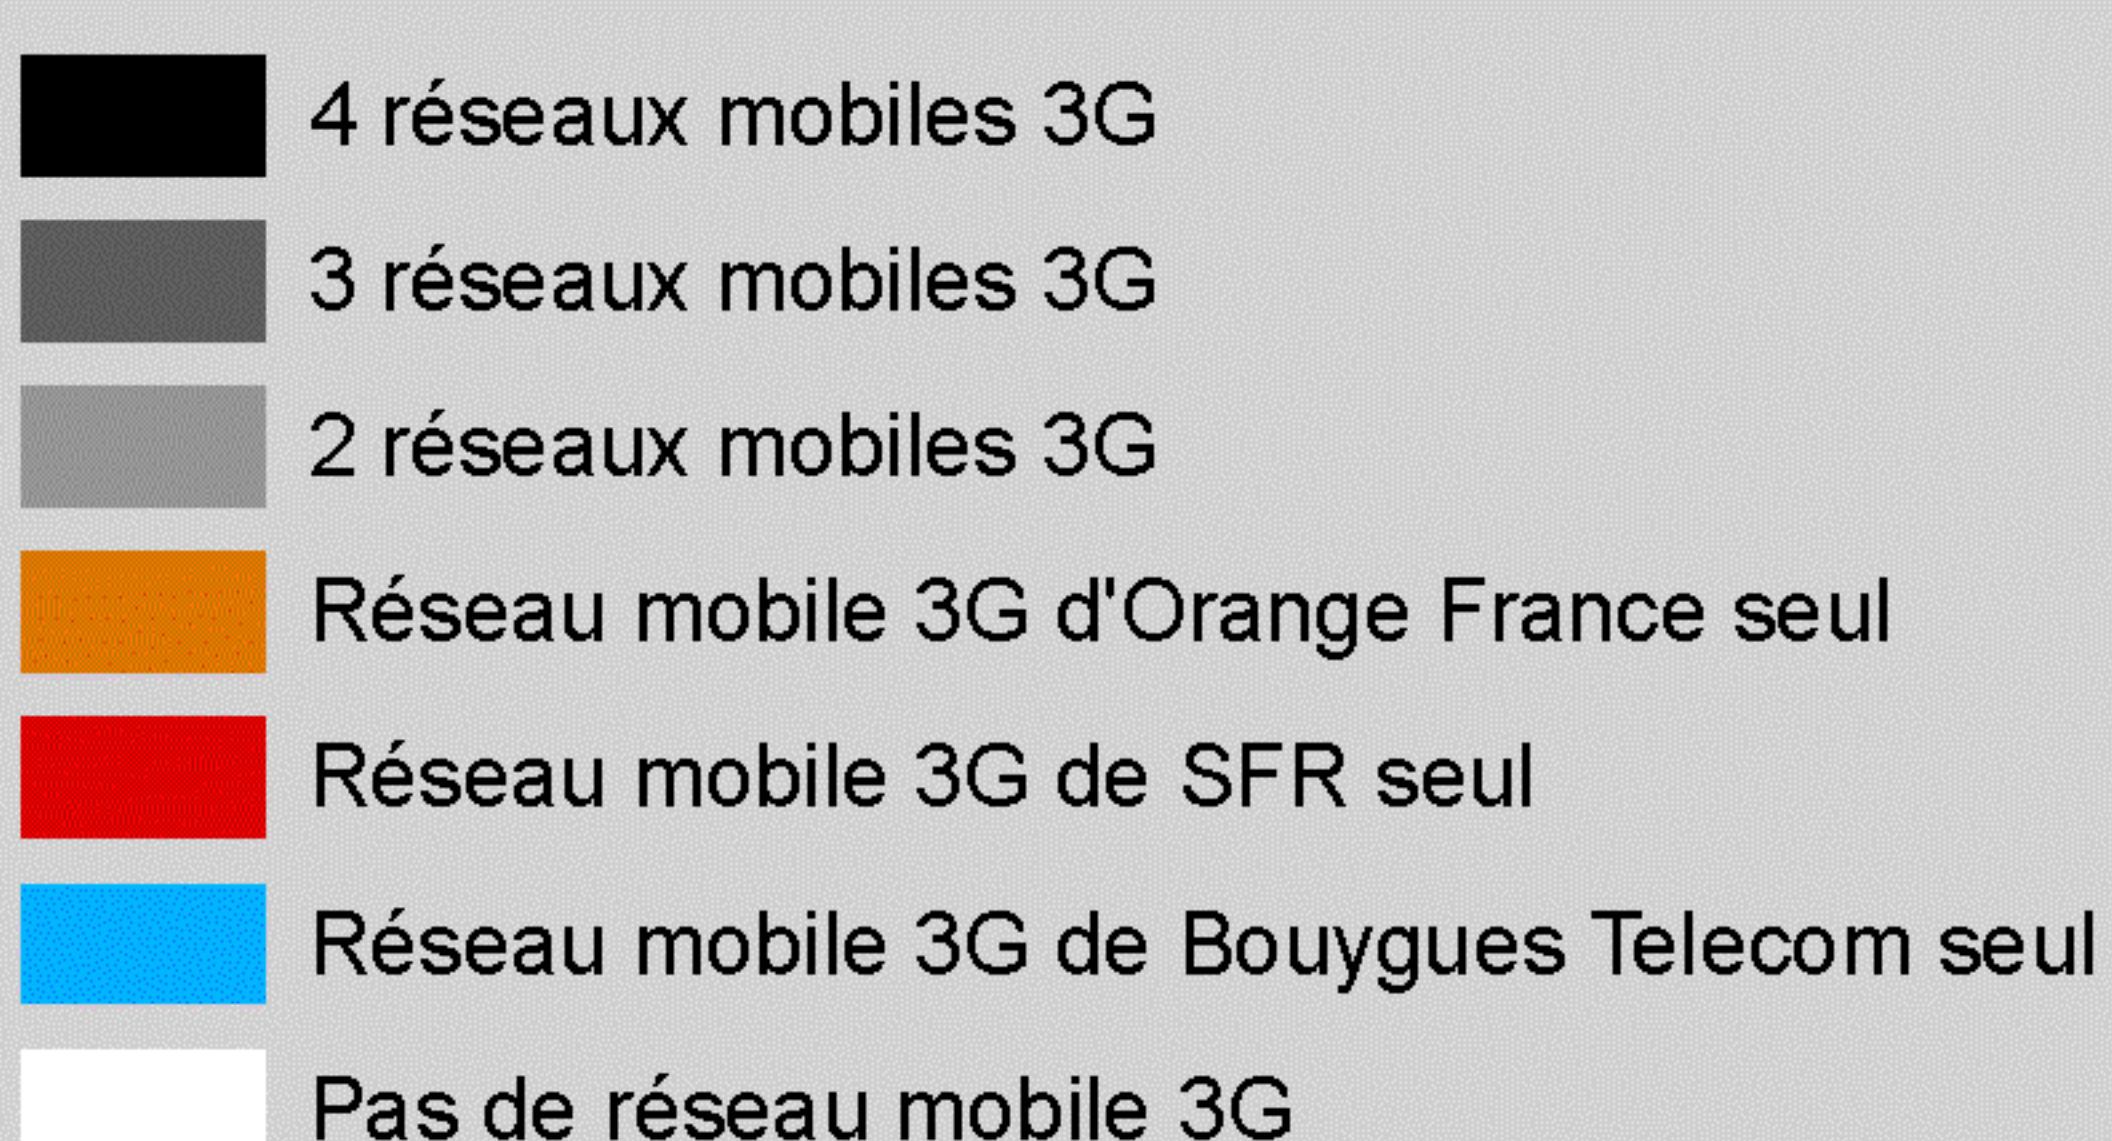 4 réseaux mobiles 3G
3 réseaux mobiles 3G
2 réseaux mobiles 3G
Réseau mobile 3G d'Orange France seul
Réseau mobile 3G de SFR seul
Réseau mobile 3G de Bouygues Telecom seul
Pas de réseau mobile 3G